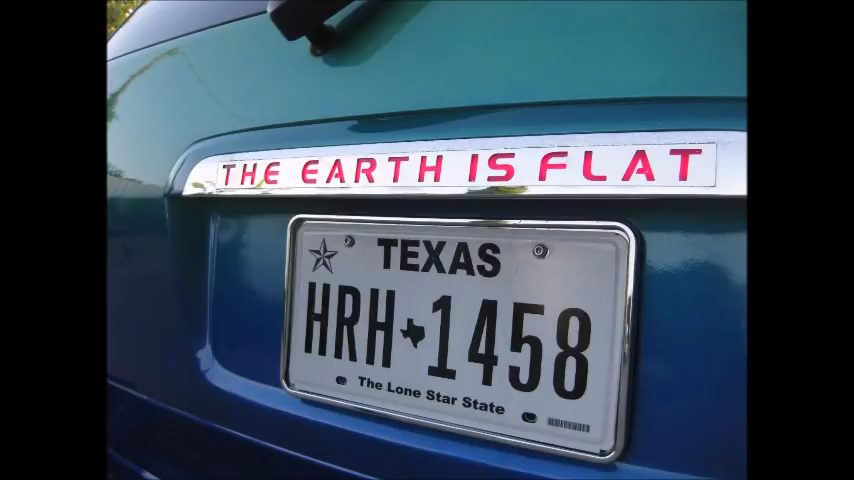 THE EARTH IS FLAT
TEXAS
HRH 1458
The Lone Star State